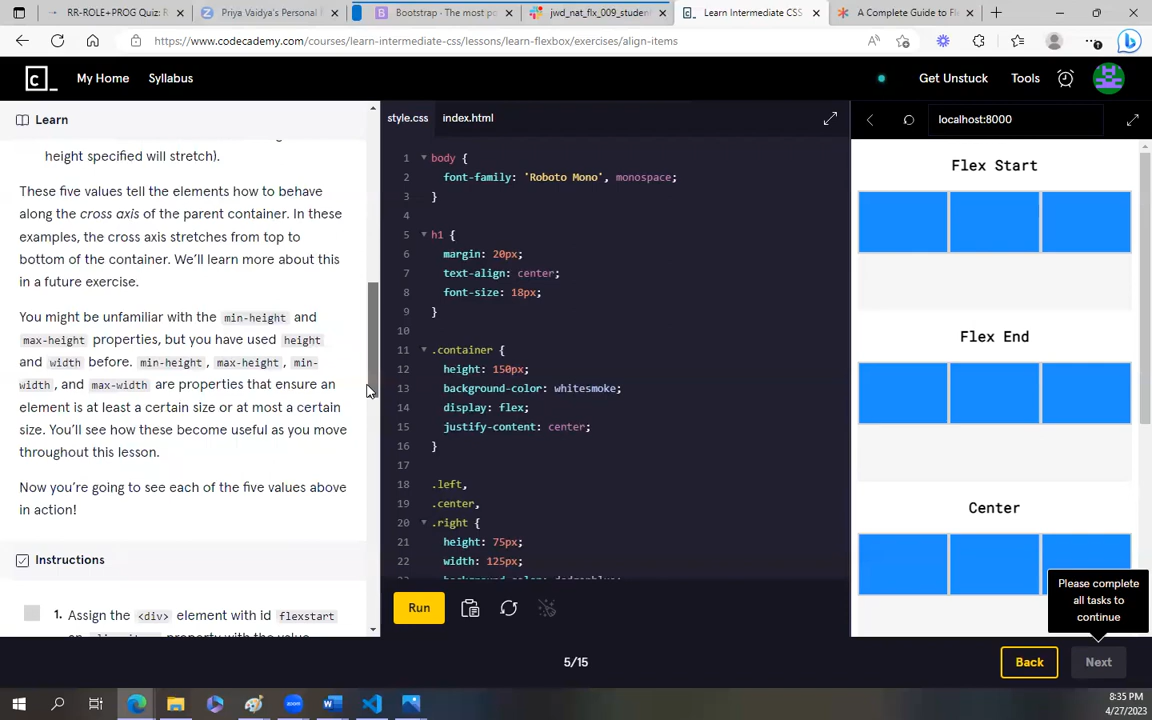 RR-ROLE+PROG Quiz: R
Priya Vaidya's Personal
Bootstrap - The most po
jwd_nat_flx_009_student
Learn Intermediate CSS
A Complete Guide to Fl
https://www.codecademy.com/courses/learn-intermediate-css/lessons/learn-flexbox/exercises/align-items
c_
My Home
Syllabus
Get Unstuck
Tools
Learn
height specified will stretch).
These five values tell the elements how to behave
along the cross axis of the parent container. In these
examples, the cross axis stretches from top to
bottom of the container. We'll learn more about this
in a future exercise.
You might be unfamiliar with the min-height and
max-height properties, but you have used height
and width before. min-height, max-height, min-
width, and max-width are properties that ensure an
element is at least a certain size or at most a certain
size. You'll see how these become useful as you move
throughout this lesson.
Now you're going to see each of the five values above
in action!
Instructions
1. Assign the <div> element with id flexstart
style.css
index.html
1 body {
2 font-family: 'Roboto Mono', monospace;
3 }
4
5 h1 {
6 margin: 20px;
7 text-align: center;
8 font-size: 18px;
9 }
10
11 .container {
12 height: 150px;
13 background-color: whitesmoke;
14 display: flex;
15 justify-content: center;
16 }
17
18 .left,
19 .center,
20 .right {
21 height: 75px;
22 width: 125px;
Run
localhost:8000
Flex Start
Flex End
Center
Please complete
all tasks to
continue
5/15
Back
Next
8:35 PM
4/27/2023